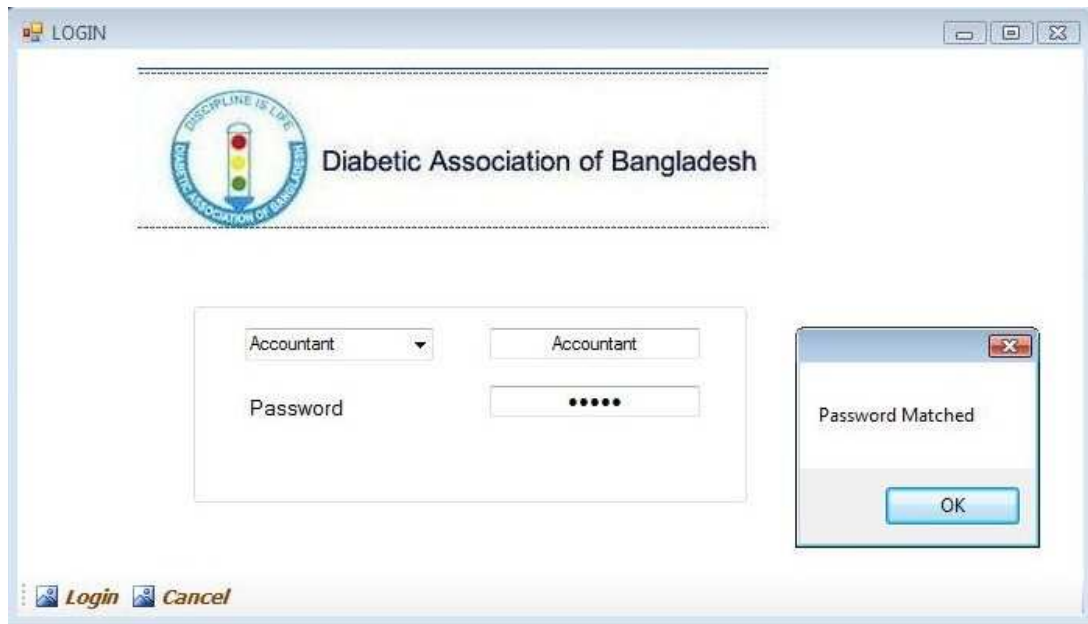 LOGIN
DISCIPLINE IS LIFE
DIABETIC ASSOCIATION OF BANGLADESH
Diabetic Association of Bangladesh
Accountant
Accountant
Password
•••••
Password Matched
OK
Login
Cancel